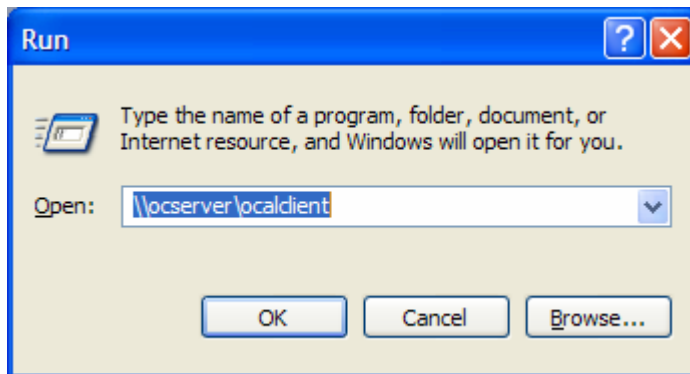 Run
Type the name of a program, folder, document, or
Internet resource, and Windows will open it for you.
Open: \\ocserver\ocalclient
OK Cancel Browse...